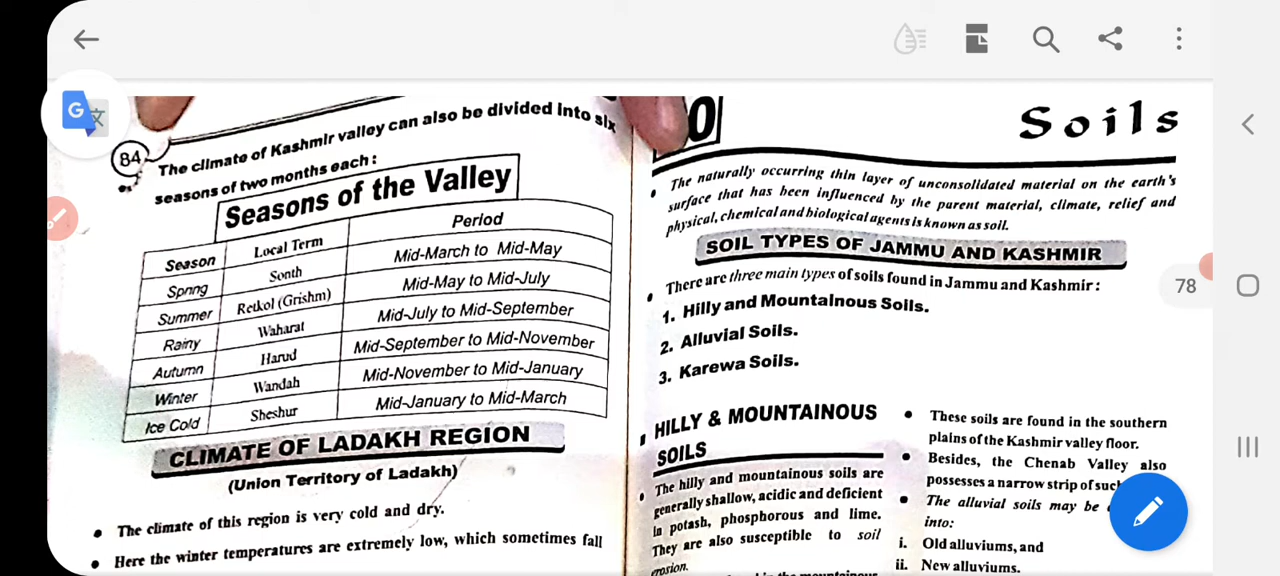 84
The climate of Kashmir valley can also be divided into six
seasons of two months each :
Seasons of the Valley
Season Local Term Period
Spring Sonth Mid-March to Mid-May
Summer Retkol (Grishm) Mid-May to Mid-July
Rainy Waharat Mid-July to Mid-September
Autumn Harud Mid-September to Mid-November
Winter Wandah Mid-November to Mid-January
Ice Cold Sheshur Mid-January to Mid-March
CLIMATE OF LADAKH REGION
(Union Territory of Ladakh)
• The climate of this region is very cold and dry.
• Here the winter temperatures are extremely low, which sometimes fall
0
Soils
• The naturally occurring thin layer of unconsolidated material on the earth's
surface that has been influenced by the parent material, climate, relief and
physical, chemical and biological agents is known as soil.
SOIL TYPES OF JAMMU AND KASHMIR
• There are three main types of soils found in Jammu and Kashmir :
1. Hilly and Mountainous Soils.
2. Alluvial Soils.
3. Karewa Soils.
HILLY & MOUNTAINOUS
SOILS
• The hilly and mountainous soils are
generally shallow, acidic and deficient
in potash, phosphorous and lime.
They are also susceptible to soil
erosion.
in the mountainous
• These soils are found in the southern
plains of the Kashmir valley floor.
• Besides, the Chenab Valley also
possesses a narrow strip of
• The alluvial soils may be
into:
i. Old alluviums, and
ii. New alluviums.
78
G